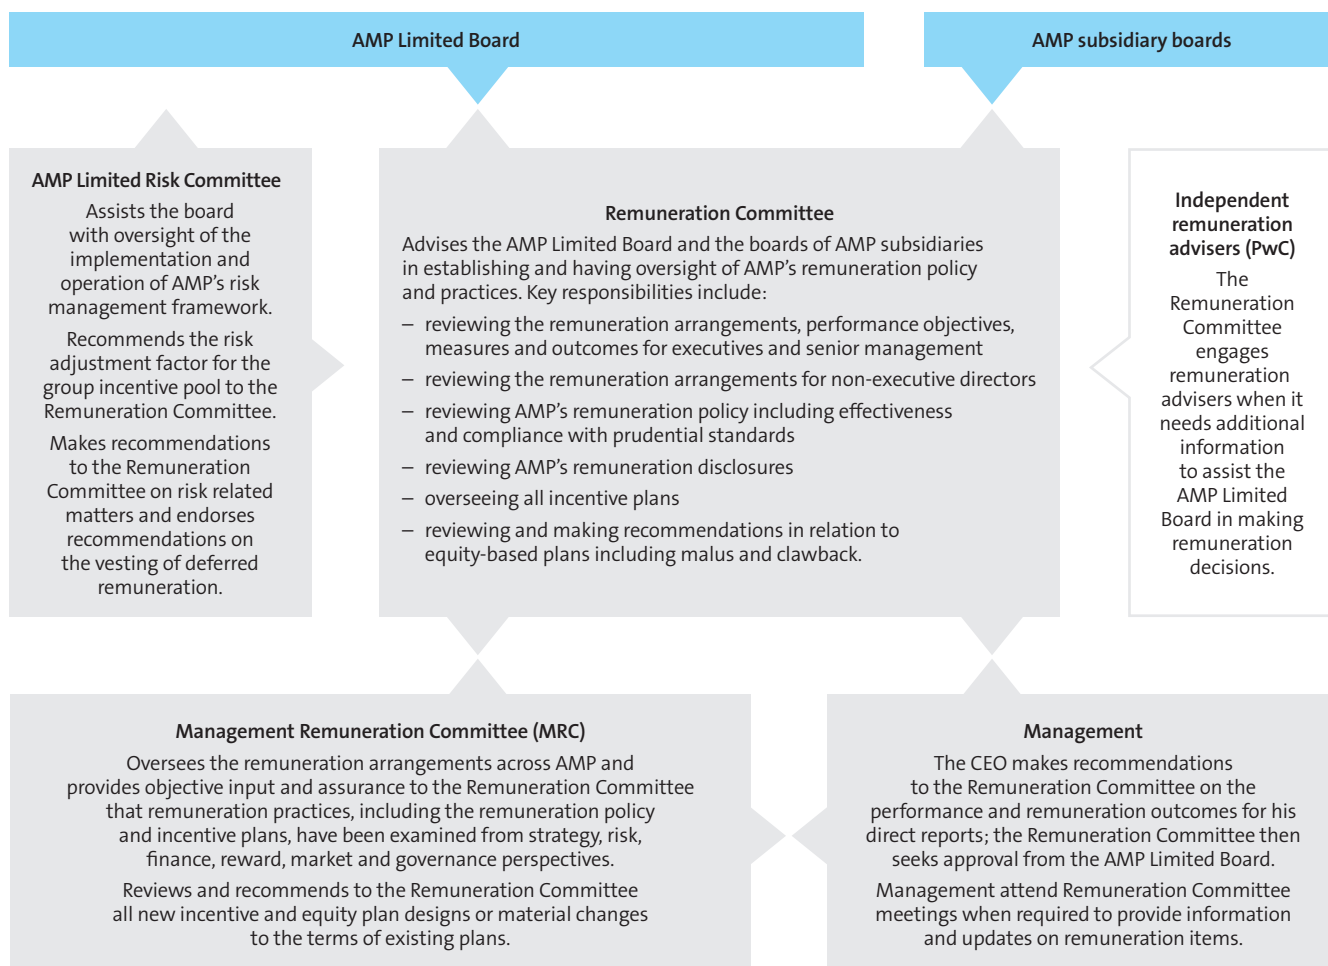 AMP Limited Board
AMP subsidiary boards
AMP Limited Risk Committee
Assists the board
with oversight of the
implementation and
operation of AMP’s risk
management framework.
Recommends the risk
adjustment factor for the
group incentive pool to the
Remuneration Committee.
Makes recommendations
to the Remuneration
Committee on risk related
matters and endorses
recommendations on
the vesting of deferred
remuneration.
Remuneration Committee
Advises the AMP Limited Board and the boards of AMP subsidiaries
in establishing and having oversight of AMP’s remuneration policy
and practices. Key responsibilities include:
– reviewing the remuneration arrangements, performance objectives,
measures and outcomes for executives and senior management
– reviewing the remuneration arrangements for non-executive directors
– reviewing AMP’s remuneration policy including effectiveness
and compliance with prudential standards
– reviewing AMP’s remuneration disclosures
– overseeing all incentive plans
– reviewing and making recommendations in relation to
equity-based plans including malus and clawback.
Independent
remuneration
advisers (PwC)
The
Remuneration
Committee
engages
remuneration
advisers when it
needs additional
information
to assist the
AMP Limited
Board in making
remuneration
decisions.
Management Remuneration Committee (MRC)
Oversees the remuneration arrangements across AMP and
provides objective input and assurance to the Remuneration Committee
that remuneration practices, including the remuneration policy
and incentive plans, have been examined from strategy, risk,
finance, reward, market and governance perspectives.
Reviews and recommends to the Remuneration Committee
all new incentive and equity plan designs or material changes
to the terms of existing plans.
Management
The CEO makes recommendations
to the Remuneration Committee on the
performance and remuneration outcomes for his
direct reports; the Remuneration Committee then
seeks approval from the AMP Limited Board.
Management attend Remuneration Committee
meetings when required to provide information
and updates on remuneration items.